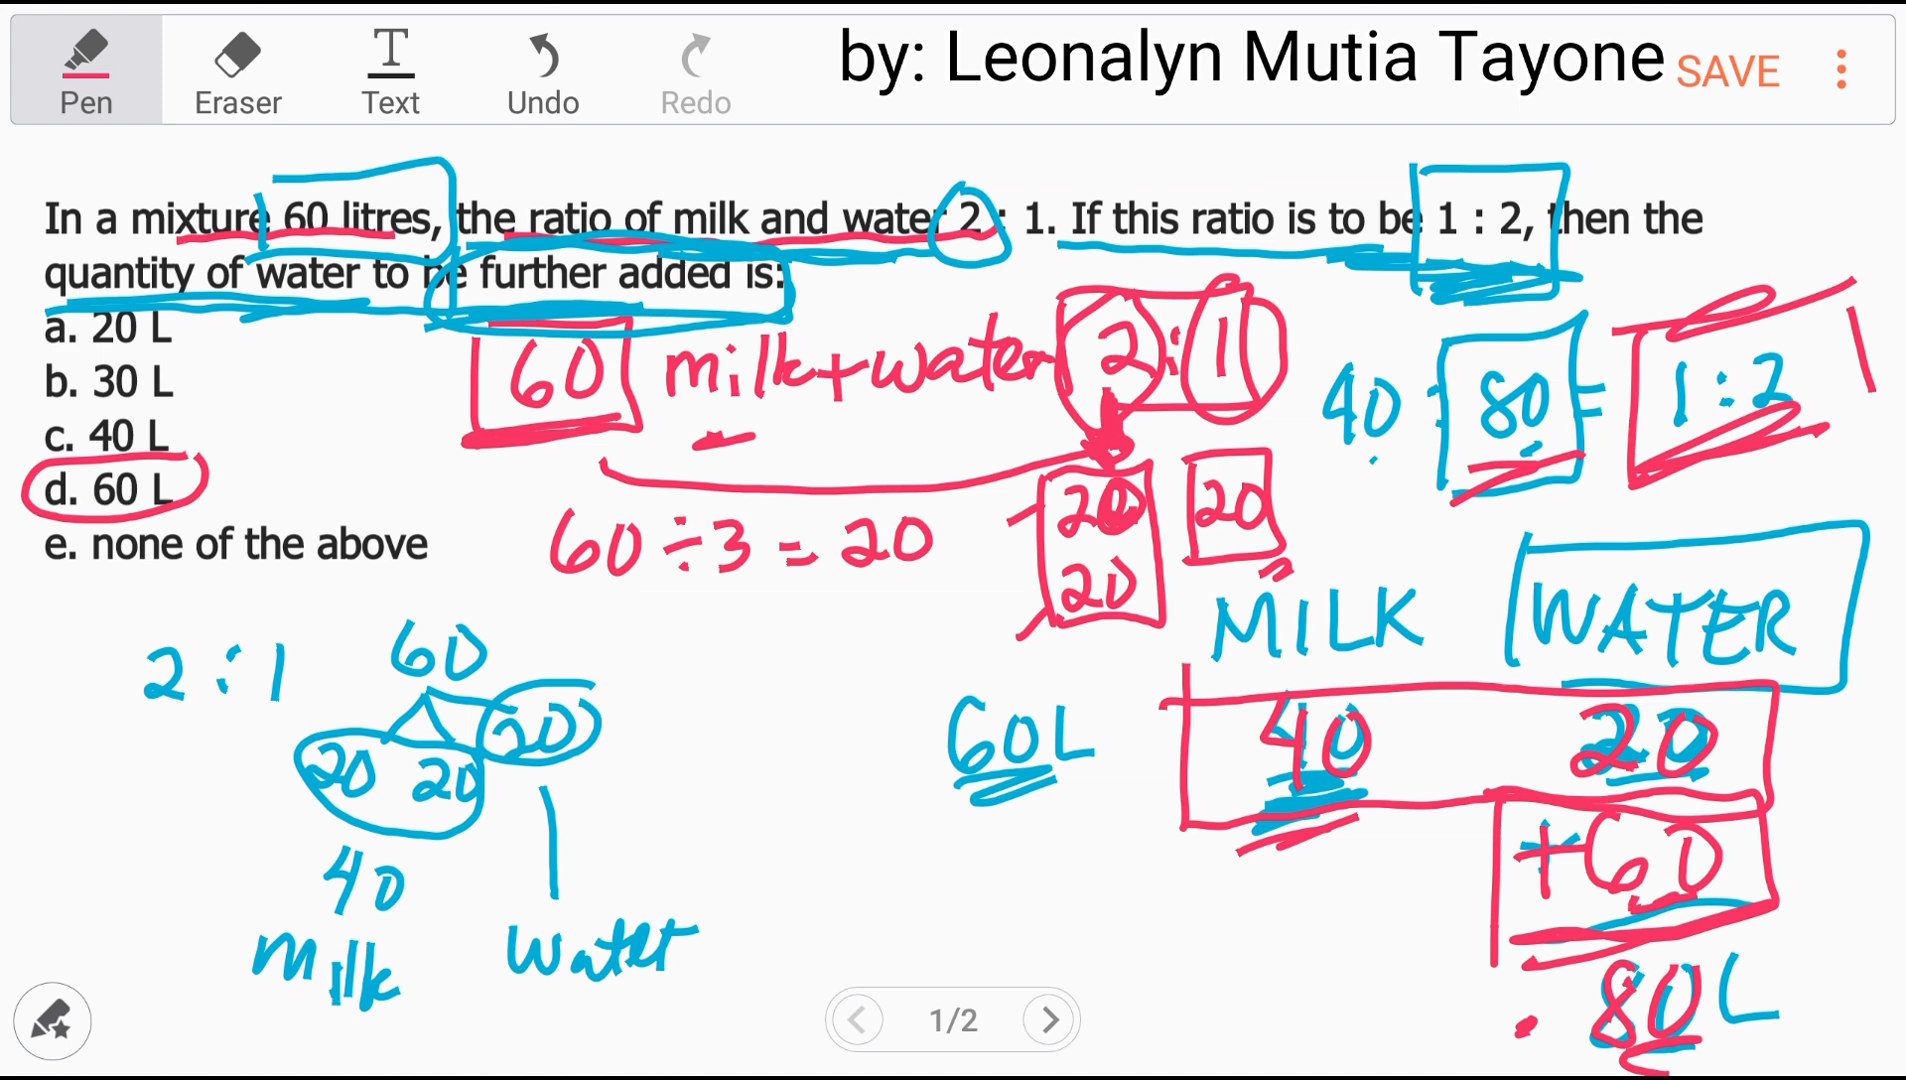 Pen Eraser Text Undo Redo by: Leonalyn Mutia Tayone SAVE
In a mixture 60 litres, the ratio of milk and water 2 : 1. If this ratio is to be 1 : 2, then the
quantity of water to be further added is:
a. 20 L
b. 30 L
c. 40 L
d. 60 L
e. none of the above
60 milk+water 2:1
40 : 80 = 1:2
60 ÷ 3 = 20
20 20
20
MILK WATER
2 : 1
60
20 20 20
40
milk water
60L 40 20
+60
80L
1/2